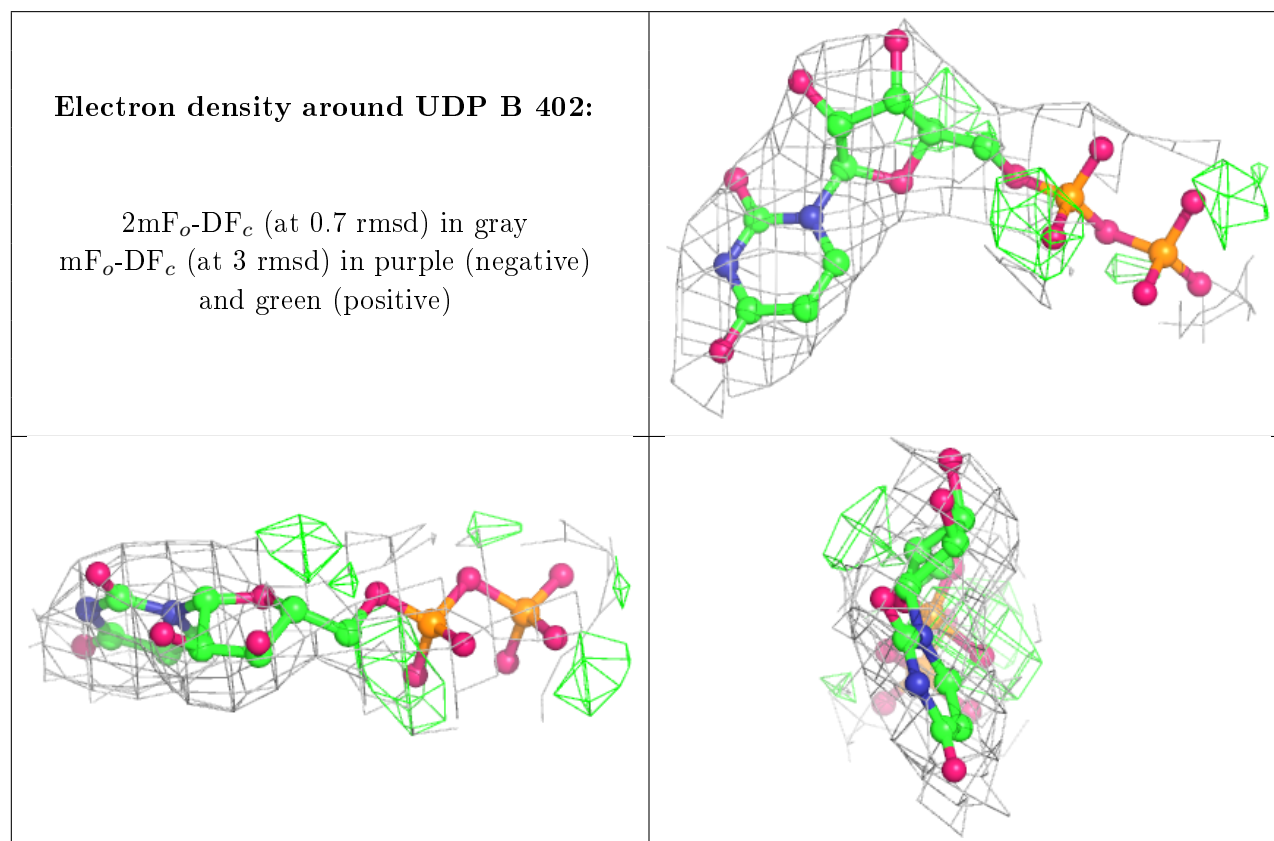 Electron density around UDP B 402:
2mFₒ-DF𝑐 (at 0.7 rmsd) in gray
mFₒ-DF𝑐 (at 3 rmsd) in purple (negative)
and green (positive)